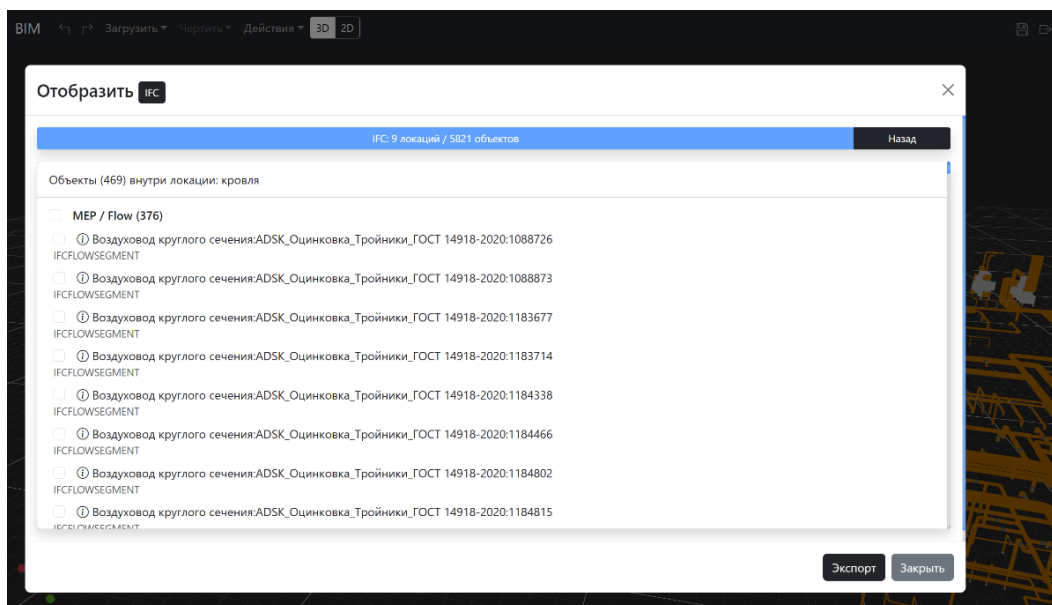 BIM Загрузить Чертить Действия 3D 2D
Отобразить IFC
IFC: 9 локаций / 5821 объектов Назад
Объекты (469) внутри локации: кровля
MEP / Flow (376)
Воздуховод круглого сечения:ADSK_Оцинковка_Тройники_ГОСТ 14918-2020:1088726
IFCFLOWSEGMENT
Воздуховод круглого сечения:ADSK_Оцинковка_Тройники_ГОСТ 14918-2020:1088873
IFCFLOWSEGMENT
Воздуховод круглого сечения:ADSK_Оцинковка_Тройники_ГОСТ 14918-2020:1183677
IFCFLOWSEGMENT
Воздуховод круглого сечения:ADSK_Оцинковка_Тройники_ГОСТ 14918-2020:1183714
IFCFLOWSEGMENT
Воздуховод круглого сечения:ADSK_Оцинковка_Тройники_ГОСТ 14918-2020:1184338
IFCFLOWSEGMENT
Воздуховод круглого сечения:ADSK_Оцинковка_Тройники_ГОСТ 14918-2020:1184466
IFCFLOWSEGMENT
Воздуховод круглого сечения:ADSK_Оцинковка_Тройники_ГОСТ 14918-2020:1184802
IFCFLOWSEGMENT
Воздуховод круглого сечения:ADSK_Оцинковка_Тройники_ГОСТ 14918-2020:1184815
IFCFLOWSEGMENT
Экспорт Закрыть